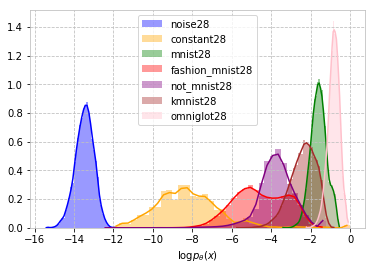 1.4
1.2
1.0
0.8
0.6
0.4
0.2
0.0
noise28
constant28
mnist28
fashion_mnist28
not_mnist28
kmnist28
omniglot28
−16 −14 −12 −10 −8 −6 −4 −2 0
log pθ(x)